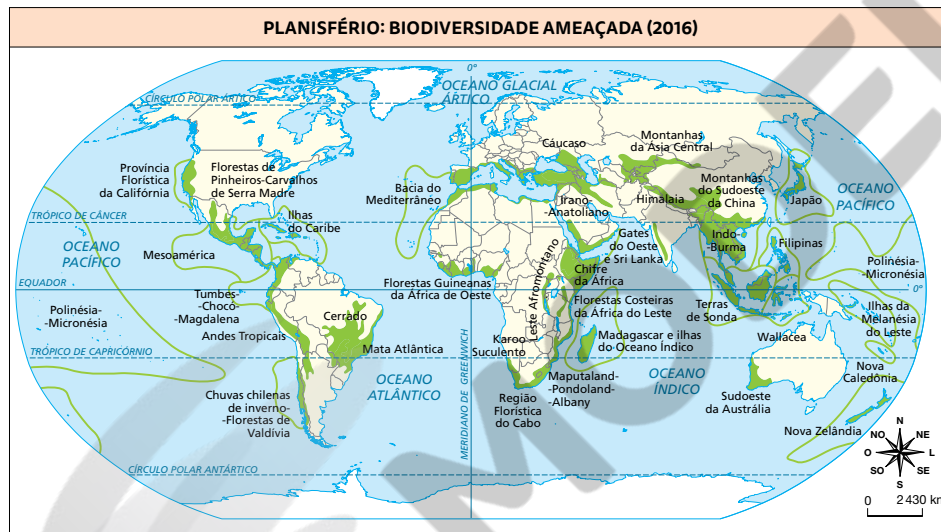 PLANISFÉRIO: BIODIVERSIDADE AMEAÇADA (2016)
0°
OCEANO GLACIAL
ÁRTICO
CÍRCULO POLAR ÁRTICO
Província
Florística
da Califórnia
Florestas de
Pinheiros-Carvalhos
de Serra Madre
Bacia do
Mediterrâneo
Cáucaso
Montanhas
da Ásia Central
Irano-
-Anatoliano
Himalaia
Montanhas
do Sudoeste
da China
Japão
OCEANO
PACÍFICO
TRÓPICO DE CÂNCER
Ilhas
do Caribe
OCEANO
PACÍFICO
Mesoamérica
Gates
do Oeste
e Sri Lanka
Indo-
-Burma
Filipinas
Polinésia-
-Micronésia
EQUADOR
0°
Florestas Guineanas
da África de Oeste
Chifre
da África
Leste Afromontano
Florestas Costeiras
da África do Leste
Tumbes-
-Chocó-
-Magdalena
Polinésia-
-Micronésia
Cerrado
Andes Tropicais
Terras
de Sonda
Ilhas da
Melanésia
do Leste
Wallacea
Madagascar e ilhas
do Oceano Índico
Karoo
Suculento
Mata Atlântica
TRÓPICO DE CAPRICÓRNIO
OCEANO
ATLÂNTICO
MERIDIANO DE GREENWICH
OCEANO
ÍNDICO
Nova
Caledônia
Maputaland-
-Pondoland-
-Albany
Região
Florística
do Cabo
Sudoeste
da Austrália
Chuvas chilenas
de inverno-
-Florestas de
Valdívia
Nova Zelândia
CÍRCULO POLAR ANTÁRTICO
N
NO
NE
O
L
SO
SE
S
0
2 430 km